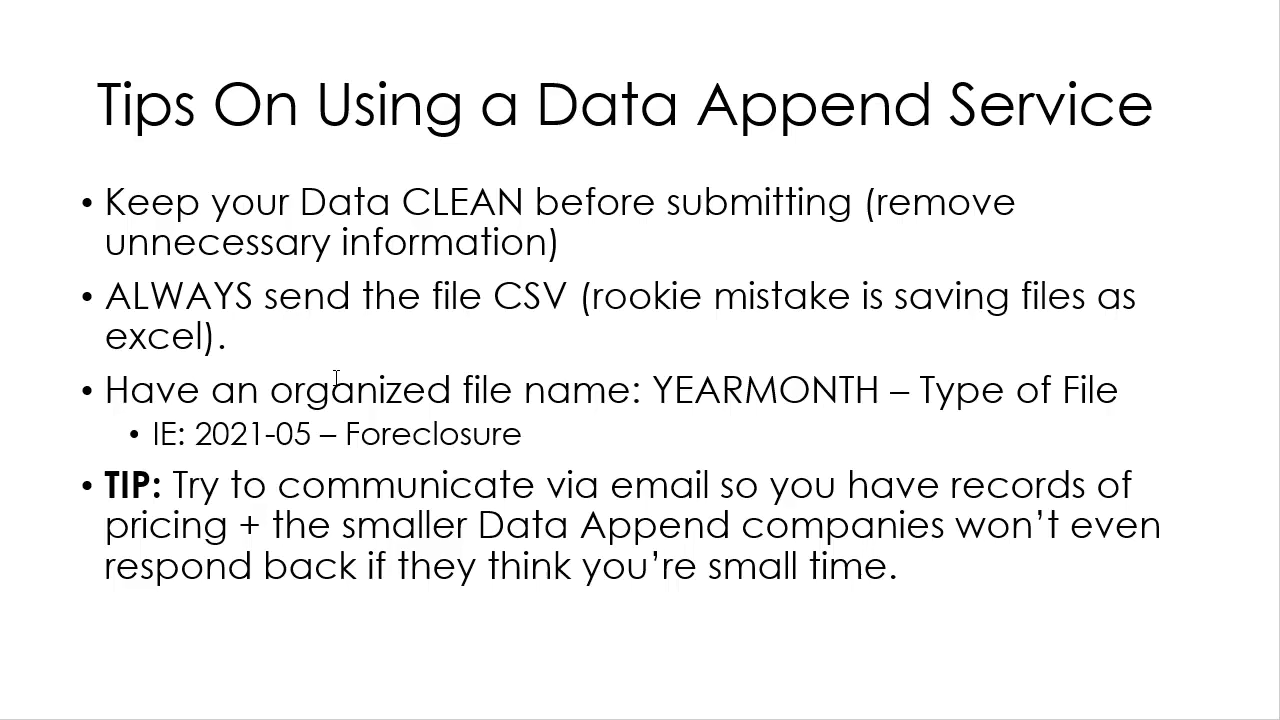 Tips On Using a Data Append Service
• Keep your Data CLEAN before submitting (remove
unnecessary information)
• ALWAYS send the file CSV (rookie mistake is saving files as
excel).
• Have an organized file name: YEARMONTH – Type of File
• IE: 2021-05 – Foreclosure
• TIP: Try to communicate via email so you have records of
pricing + the smaller Data Append companies won’t even
respond back if they think you’re small time.